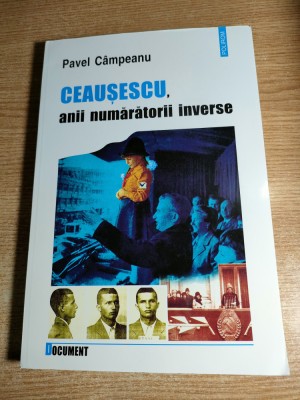 Pavel Câmpeanu
POLIROM
CEAUŞESCU,
anii numărătorii inverse
DOCUMENT